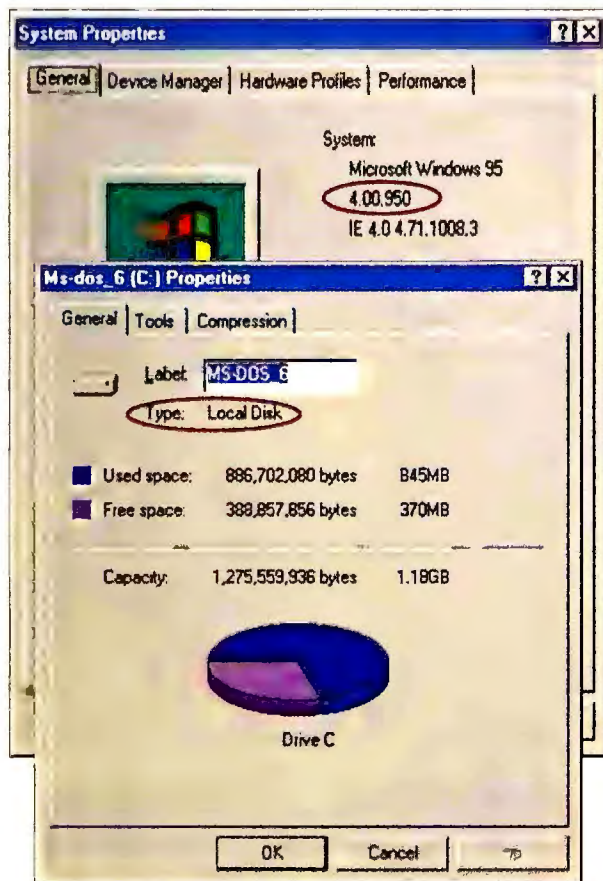 System Properties
General Device Manager Hardware Profiles Performance
System:
Microsoft Windows 95
4.00.950
IE 4.0 4.71.1008.3
Ms-dos_6 (C:) Properties
General Tools Compression
Label: MS-DOS_6
Type: Local Disk
Used space: 886,702,080 bytes 845MB
Free space: 388,857,856 bytes 370MB
Capacity: 1,275,559,936 bytes 1.18GB
Drive C
OK Cancel